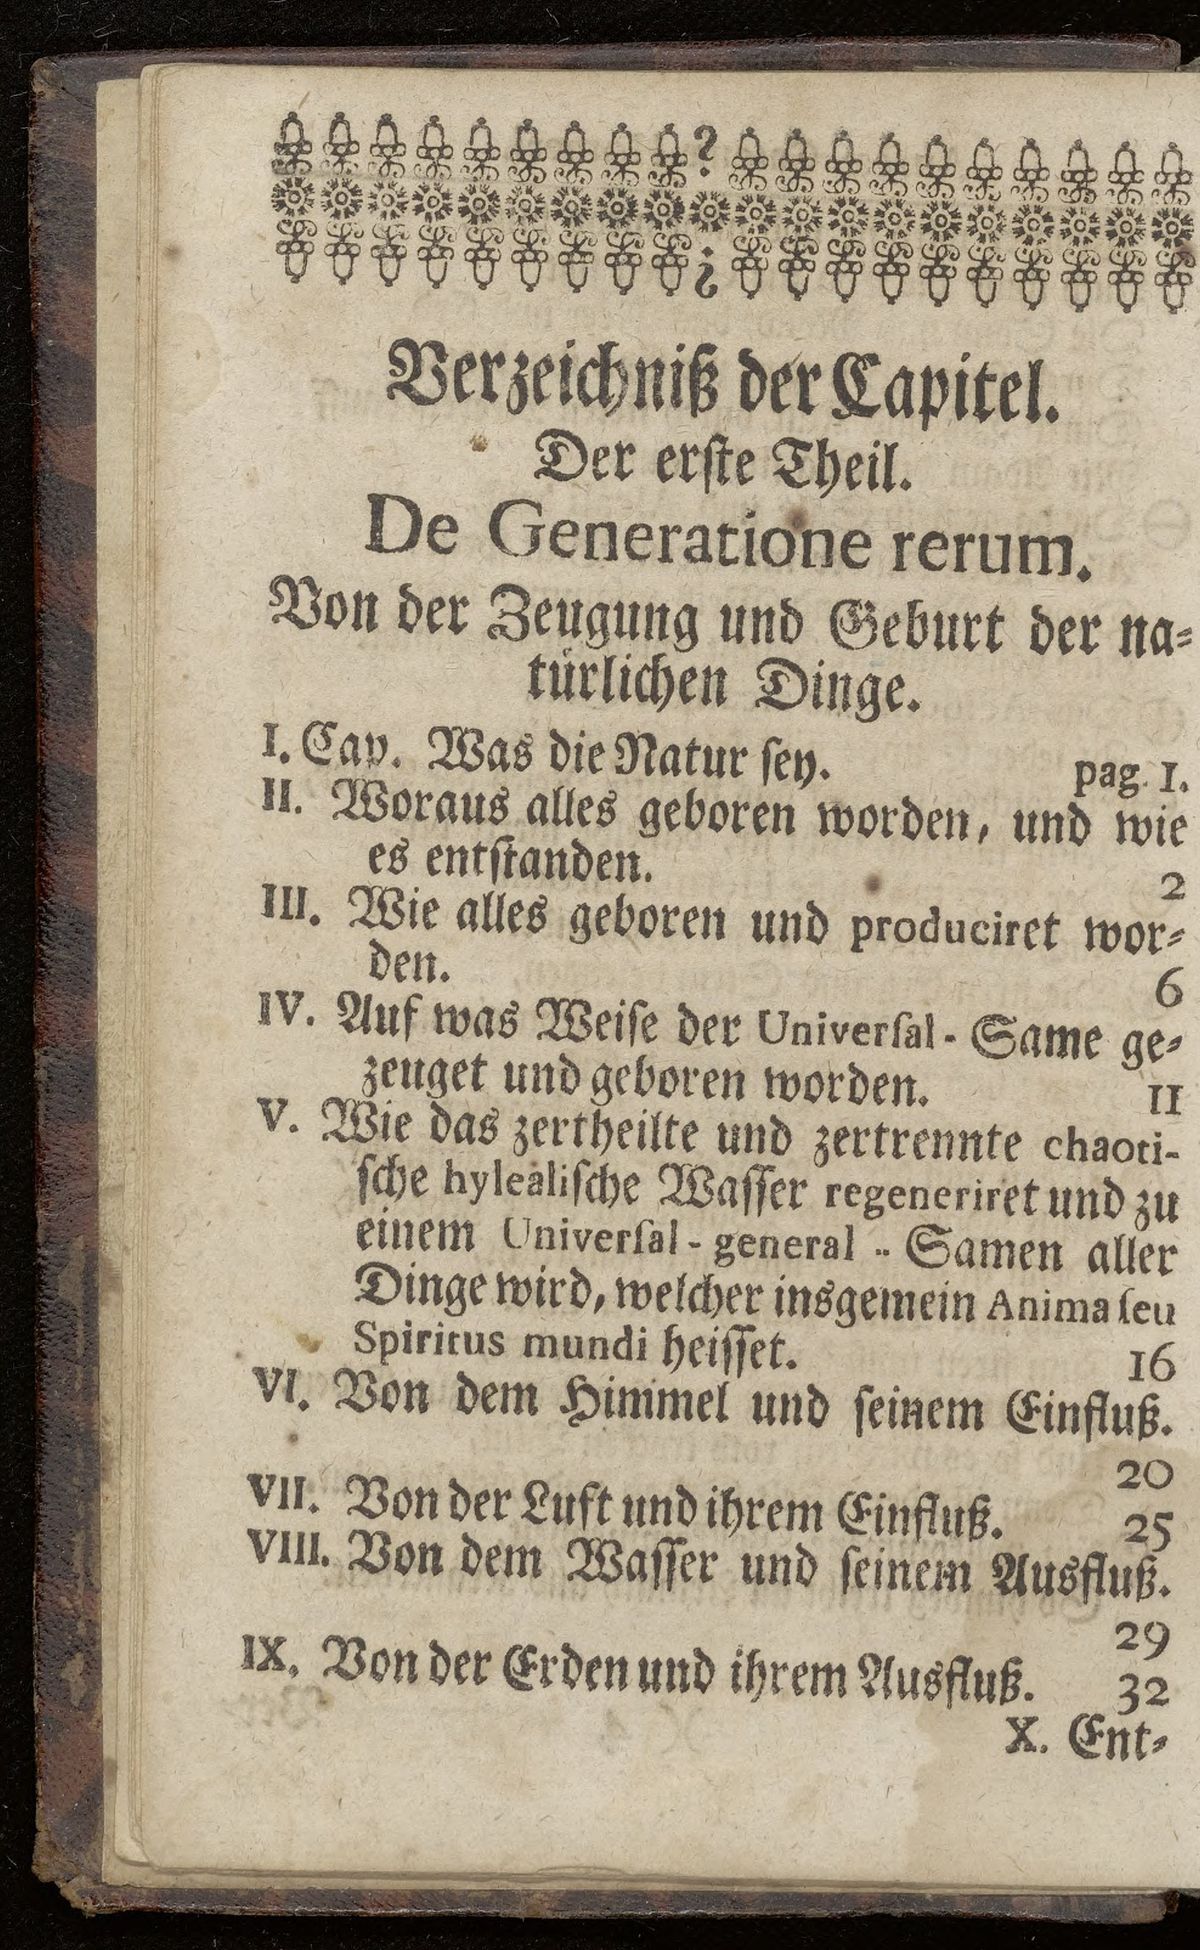 Verzeichniß der Capitel.
Der erſte Theil.
De Generatione rerum.
Von der Zeugung und Geburt der na⸗
türlichen Dinge.
I. Cap. Was die Natur ſey. pag. 1.
II. Woraus alles geboren worden, und wie
es entſtanden. 2
III. Wie alles geboren und produciret wor⸗
den. 6
IV. Auf was Weiſe der Univerſal- Same ge⸗
zeuget und geboren worden. 11
V. Wie das zertheilte und zertrennte chaoti-
ſche hylealiſche Waſſer regeneriret und zu
einem Univerſal-general-Samen aller
Dinge wird, welcher insgemein Anima ſeu
Spiritus mundi heiſſet. 16
VI. Von dem Himmel und ſeinem Einfluß.
20
VII. Von der Luft und ihrem Einfluß. 25
VIII. Von dem Waſſer und ſeinem Ausfluß.
29
IX. Von der Erden und ihrem Ausfluß. 32
X. Ent⸗